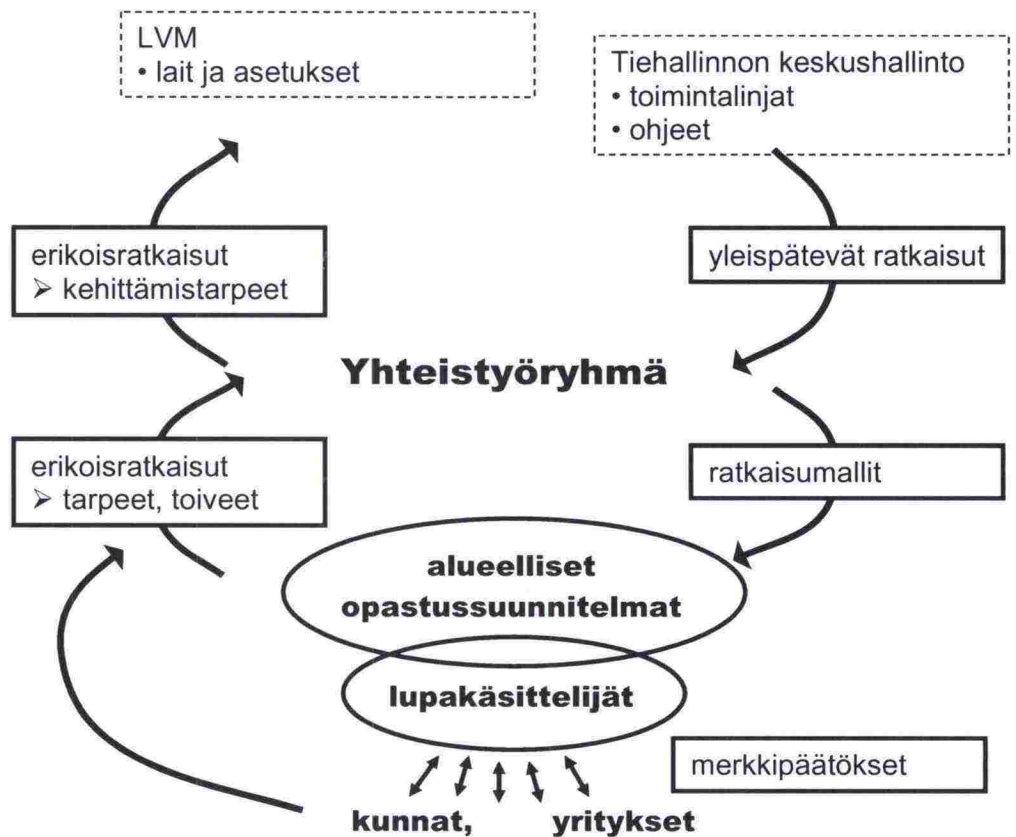 LVM
• lait ja asetukset
Tiehallinnon keskushallinto
• toimintalinjat
• ohjeet
erikoisratkaisut
➢ kehittämistarpeet
yleispätevät ratkaisut
Yhteistyöryhmä
erikoisratkaisut
➢ tarpeet, toiveet
ratkaisumallit
alueelliset
opastussuunnitelmat
lupakäsittelijät
merkkipäätökset
kunnat, yritykset